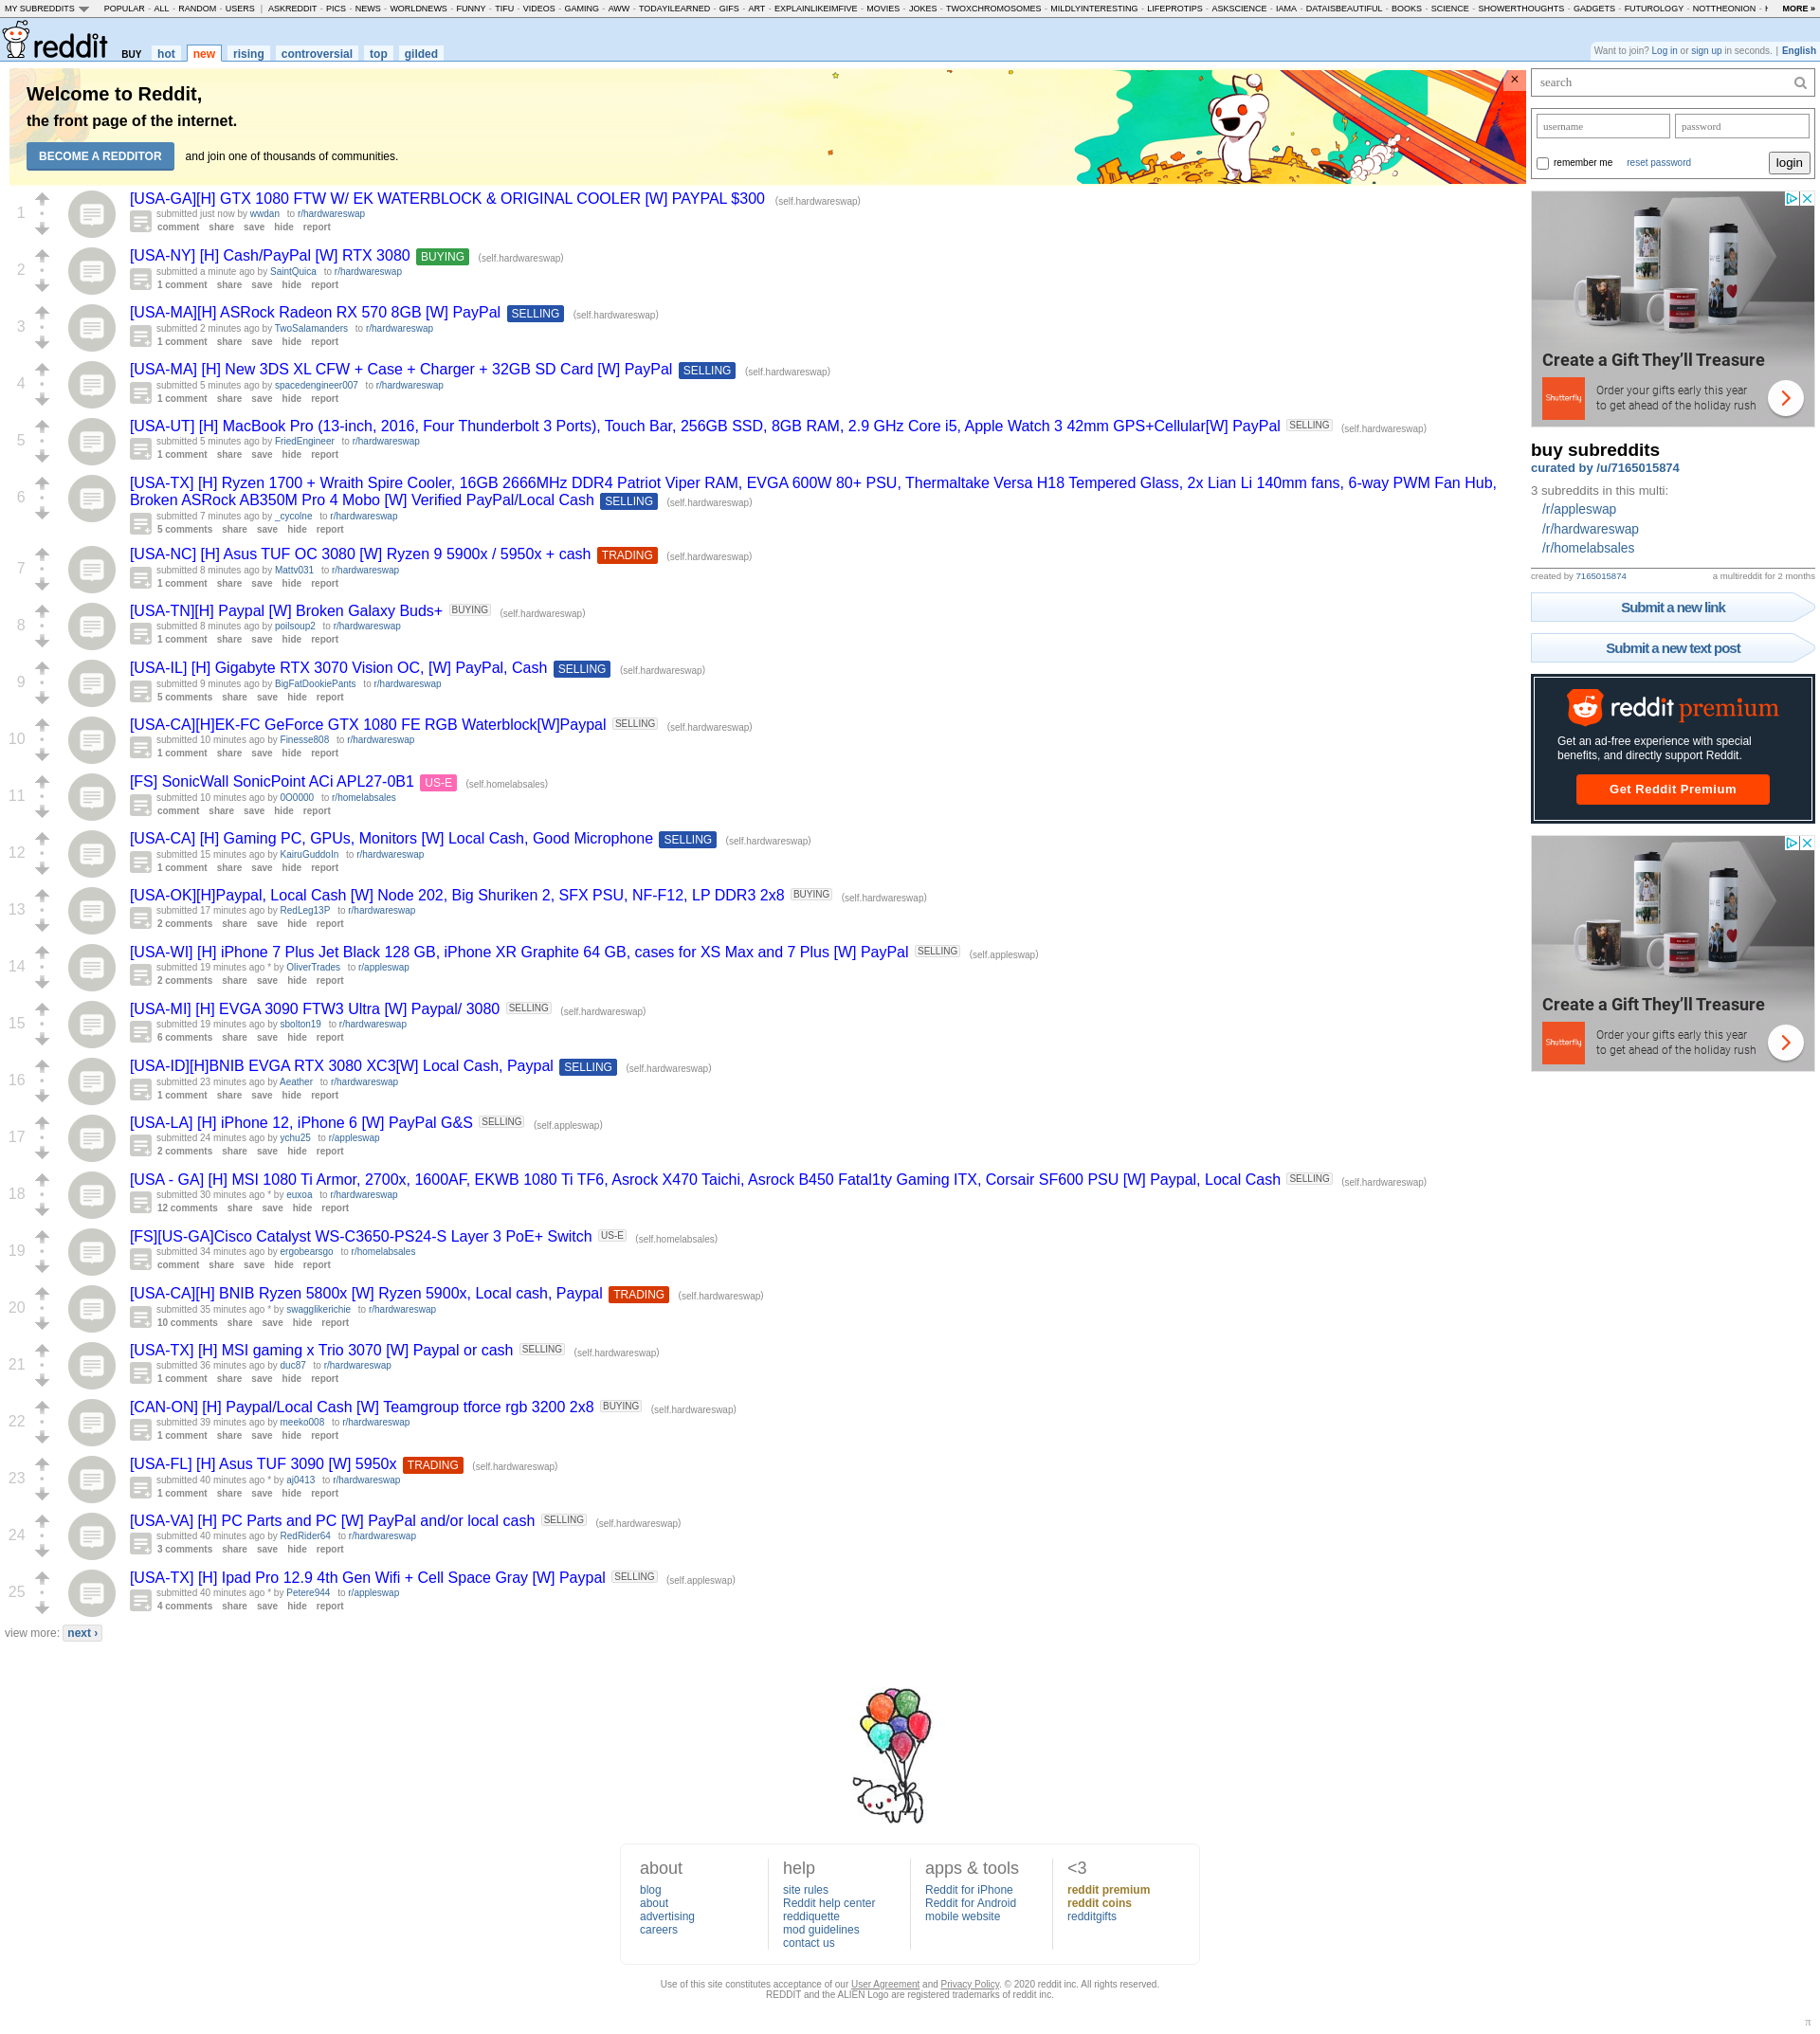 MY SUBREDDITS POPULAR - ALL - RANDOM - USERS | ASKREDDIT - PICS - NEWS - WORLDNEWS - FUNNY - TIFU - VIDEOS - GAMING - AWW - TODAYILEARNED - GIFS - ART - EXPLAINLIKEIMFIVE - MOVIES - JOKES - TWOXCHROMOSOMES - MILDLYINTERESTING - LIFEPROTIPS - ASKSCIENCE - IAMA - DATAISBEAUTIFUL - BOOKS - SCIENCE - SHOWERTHOUGHTS - GADGETS - FUTUROLOGY - NOTTHEONION - MORE »
reddit BUY hot new rising controversial top gilded
Want to join? Log in or sign up in seconds. | English
Welcome to Reddit,
the front page of the internet.
BECOME A REDDITOR and join one of thousands of communities.
×
1
[USA-GA][H] GTX 1080 FTW W/ EK WATERBLOCK & ORIGINAL COOLER [W] PAYPAL $300 (self.hardwareswap)
submitted just now by wwdan to r/hardwareswap
comment share save hide report
2
[USA-NY] [H] Cash/PayPal [W] RTX 3080 BUYING (self.hardwareswap)
submitted a minute ago by SaintQuica to r/hardwareswap
1 comment share save hide report
3
[USA-MA][H] ASRock Radeon RX 570 8GB [W] PayPal SELLING (self.hardwareswap)
submitted 2 minutes ago by TwoSalamanders to r/hardwareswap
1 comment share save hide report
4
[USA-MA] [H] New 3DS XL CFW + Case + Charger + 32GB SD Card [W] PayPal SELLING (self.hardwareswap)
submitted 5 minutes ago by spacedengineer007 to r/hardwareswap
1 comment share save hide report
5
[USA-UT] [H] MacBook Pro (13-inch, 2016, Four Thunderbolt 3 Ports), Touch Bar, 256GB SSD, 8GB RAM, 2.9 GHz Core i5, Apple Watch 3 42mm GPS+Cellular[W] PayPal SELLING (self.hardwareswap)
submitted 5 minutes ago by FriedEngineer to r/hardwareswap
1 comment share save hide report
6
[USA-TX] [H] Ryzen 1700 + Wraith Spire Cooler, 16GB 2666MHz DDR4 Patriot Viper RAM, EVGA 600W 80+ PSU, Thermaltake Versa H18 Tempered Glass, 2x Lian Li 140mm fans, 6-way PWM Fan Hub,
Broken ASRock AB350M Pro 4 Mobo [W] Verified PayPal/Local Cash SELLING (self.hardwareswap)
submitted 7 minutes ago by _cycolne to r/hardwareswap
5 comments share save hide report
7
[USA-NC] [H] Asus TUF OC 3080 [W] Ryzen 9 5900x / 5950x + cash TRADING (self.hardwareswap)
submitted 8 minutes ago by Mattv031 to r/hardwareswap
1 comment share save hide report
8
[USA-TN][H] Paypal [W] Broken Galaxy Buds+ BUYING (self.hardwareswap)
submitted 8 minutes ago by poilsoup2 to r/hardwareswap
1 comment share save hide report
9
[USA-IL] [H] Gigabyte RTX 3070 Vision OC, [W] PayPal, Cash SELLING (self.hardwareswap)
submitted 9 minutes ago by BigFatDookiePants to r/hardwareswap
5 comments share save hide report
10
[USA-CA][H]EK-FC GeForce GTX 1080 FE RGB Waterblock[W]Paypal SELLING (self.hardwareswap)
submitted 10 minutes ago by Finesse808 to r/hardwareswap
1 comment share save hide report
11
[FS] SonicWall SonicPoint ACi APL27-0B1 US-E (self.homelabsales)
submitted 10 minutes ago by 0O0000 to r/homelabsales
comment share save hide report
12
[USA-CA] [H] Gaming PC, GPUs, Monitors [W] Local Cash, Good Microphone SELLING (self.hardwareswap)
submitted 15 minutes ago by KairuGuddoIn to r/hardwareswap
1 comment share save hide report
13
[USA-OK][H]Paypal, Local Cash [W] Node 202, Big Shuriken 2, SFX PSU, NF-F12, LP DDR3 2x8 BUYING (self.hardwareswap)
submitted 17 minutes ago by RedLeg13P to r/hardwareswap
2 comments share save hide report
14
[USA-WI] [H] iPhone 7 Plus Jet Black 128 GB, iPhone XR Graphite 64 GB, cases for XS Max and 7 Plus [W] PayPal SELLING (self.appleswap)
submitted 19 minutes ago * by OliverTrades to r/appleswap
2 comments share save hide report
15
[USA-MI] [H] EVGA 3090 FTW3 Ultra [W] Paypal/ 3080 SELLING (self.hardwareswap)
submitted 19 minutes ago by sbolton19 to r/hardwareswap
6 comments share save hide report
16
[USA-ID][H]BNIB EVGA RTX 3080 XC3[W] Local Cash, Paypal SELLING (self.hardwareswap)
submitted 23 minutes ago by Aeather to r/hardwareswap
1 comment share save hide report
17
[USA-LA] [H] iPhone 12, iPhone 6 [W] PayPal G&S SELLING (self.appleswap)
submitted 24 minutes ago by ychu25 to r/appleswap
2 comments share save hide report
18
[USA - GA] [H] MSI 1080 Ti Armor, 2700x, 1600AF, EKWB 1080 Ti TF6, Asrock X470 Taichi, Asrock B450 Fatal1ty Gaming ITX, Corsair SF600 PSU [W] Paypal, Local Cash SELLING (self.hardwareswap)
submitted 30 minutes ago * by euxoa to r/hardwareswap
12 comments share save hide report
19
[FS][US-GA]Cisco Catalyst WS-C3650-PS24-S Layer 3 PoE+ Switch US-E (self.homelabsales)
submitted 34 minutes ago by ergobearsgo to r/homelabsales
comment share save hide report
20
[USA-CA][H] BNIB Ryzen 5800x [W] Ryzen 5900x, Local cash, Paypal TRADING (self.hardwareswap)
submitted 35 minutes ago * by swagglikerichie to r/hardwareswap
10 comments share save hide report
21
[USA-TX] [H] MSI gaming x Trio 3070 [W] Paypal or cash SELLING (self.hardwareswap)
submitted 36 minutes ago by duc87 to r/hardwareswap
1 comment share save hide report
22
[CAN-ON] [H] Paypal/Local Cash [W] Teamgroup tforce rgb 3200 2x8 BUYING (self.hardwareswap)
submitted 39 minutes ago by meeko008 to r/hardwareswap
1 comment share save hide report
23
[USA-FL] [H] Asus TUF 3090 [W] 5950x TRADING (self.hardwareswap)
submitted 40 minutes ago * by aj0413 to r/hardwareswap
1 comment share save hide report
24
[USA-VA] [H] PC Parts and PC [W] PayPal and/or local cash SELLING (self.hardwareswap)
submitted 40 minutes ago by RedRider64 to r/hardwareswap
3 comments share save hide report
25
[USA-TX] [H] Ipad Pro 12.9 4th Gen Wifi + Cell Space Gray [W] Paypal SELLING (self.appleswap)
submitted 40 minutes ago * by Petere944 to r/appleswap
4 comments share save hide report
view more: next ›
search
username password
remember me reset password login
Create a Gift They'll Treasure
Shutterfly
Order your gifts early this year
to get ahead of the holiday rush
buy subreddits
curated by /u/7165015874
3 subreddits in this multi:
/r/appleswap
/r/hardwareswap
/r/homelabsales
created by 7165015874 a multireddit for 2 months
Submit a new link
Submit a new text post
reddit premium
Get an ad-free experience with special
benefits, and directly support Reddit.
Get Reddit Premium
Create a Gift They'll Treasure
Shutterfly
Order your gifts early this year
to get ahead of the holiday rush
about
blog
about
advertising
careers
help
site rules
Reddit help center
reddiquette
mod guidelines
contact us
apps & tools
Reddit for iPhone
Reddit for Android
mobile website
<3
reddit premium
reddit coins
redditgifts
Use of this site constitutes acceptance of our User Agreement and Privacy Policy. © 2020 reddit inc. All rights reserved.
REDDIT and the ALIEN Logo are registered trademarks of reddit inc.
π